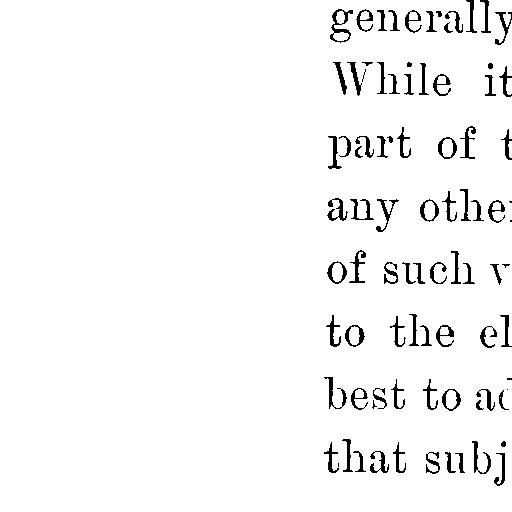 generally
While it
part of t
any other
of such v
to the el
best to ad
that subj